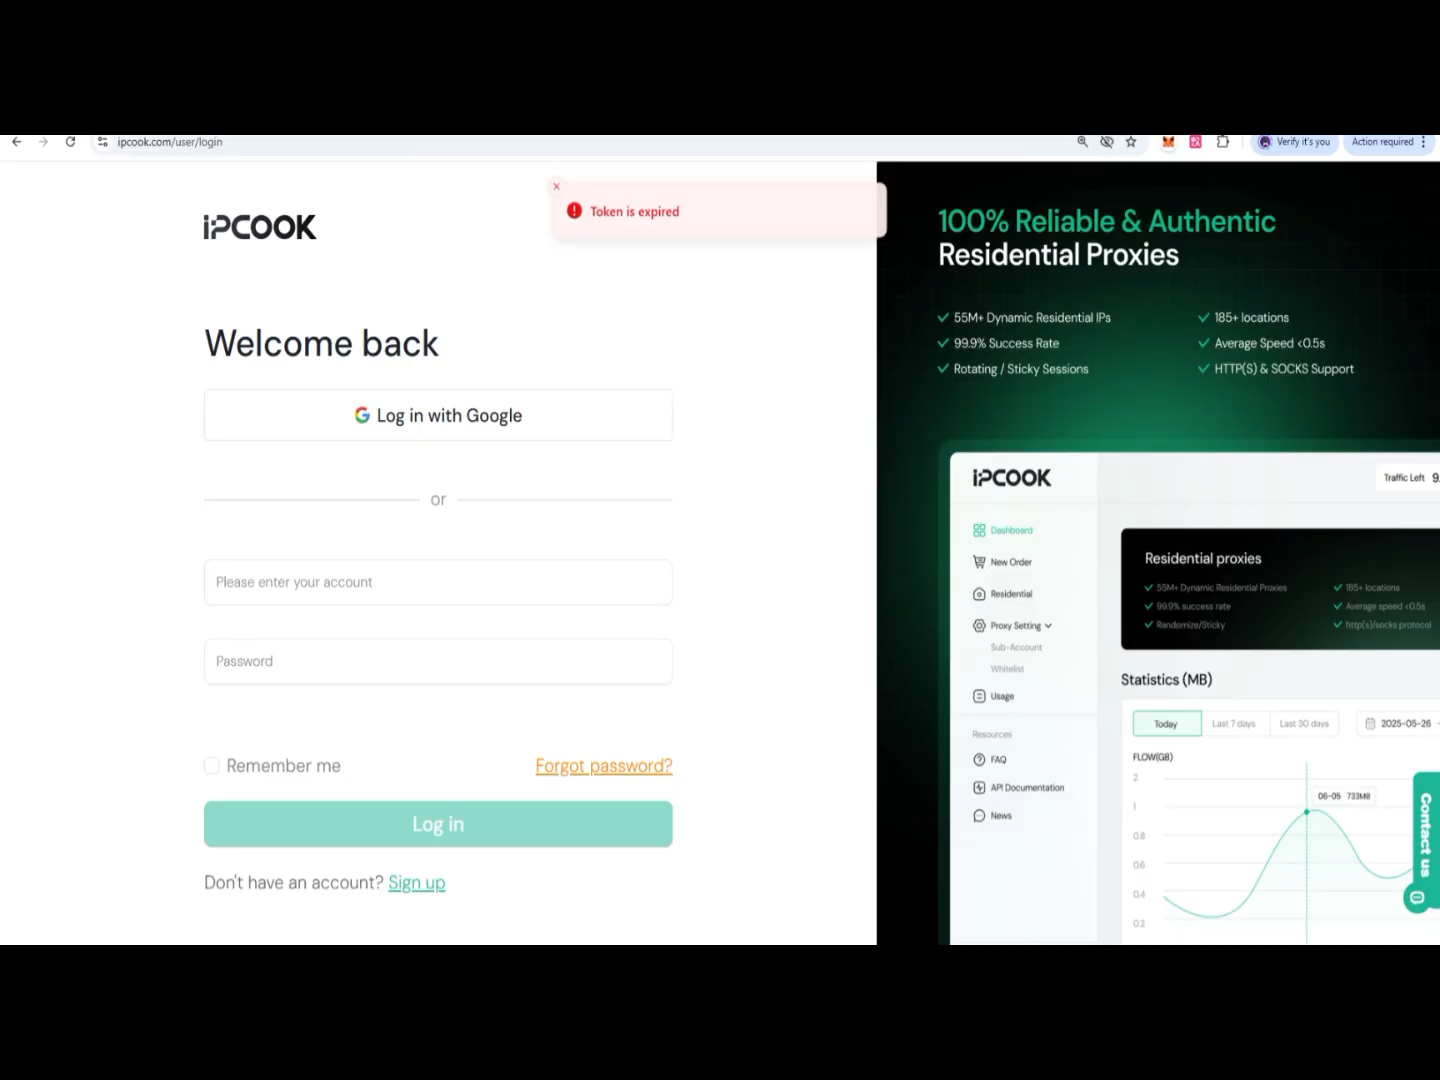 ipcook.com/user/login
Verify it's you
Action required
IPCOOK
Token is expired
Welcome back
Log in with Google
or
Please enter your account
Password
Remember me
Forgot password?
Log in
Don't have an account? Sign up
100% Reliable & Authentic
Residential Proxies
55M+ Dynamic Residential IPs
185+ locations
99.9% Success Rate
Average Speed <0.5s
Rotating / Sticky Sessions
HTTP(S) & SOCKS Support
IPCOOK
Traffic Left 9.
Dashboard
New Order
Residential
Proxy Setting
Sub-Account
Whitelist
Usage
Resources
FAQ
API Documentation
News
Residential proxies
55M+ Dynamic Residential Proxies
185+ locations
99.9% success rate
Average speed <0.5s
Randomize/Sticky
http(s)/socks protocol
Statistics (MB)
Today
Last 7 days
Last 30 days
2025-05-26 -
FLOW(GB)
2
1
0.8
0.6
0.4
0.2
06-05 733MB
Contact us